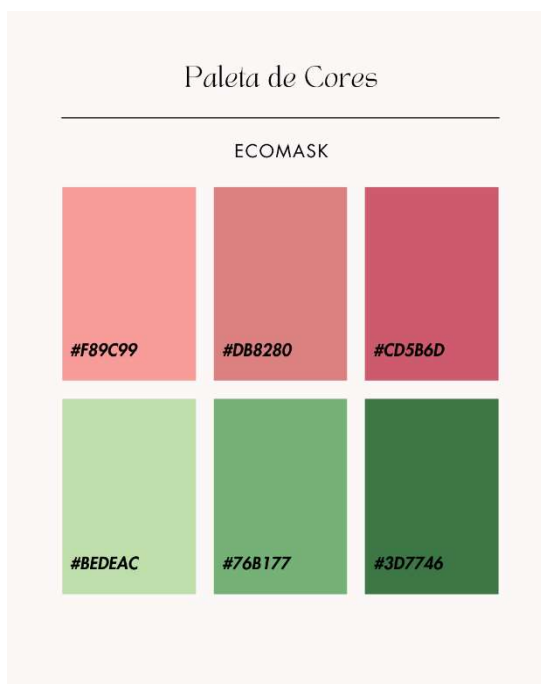 Paleta de Cores
ECOMASK
#F89C99 #DB8280 #CD5B6D
#BEDEAC #76B177 #3D7746